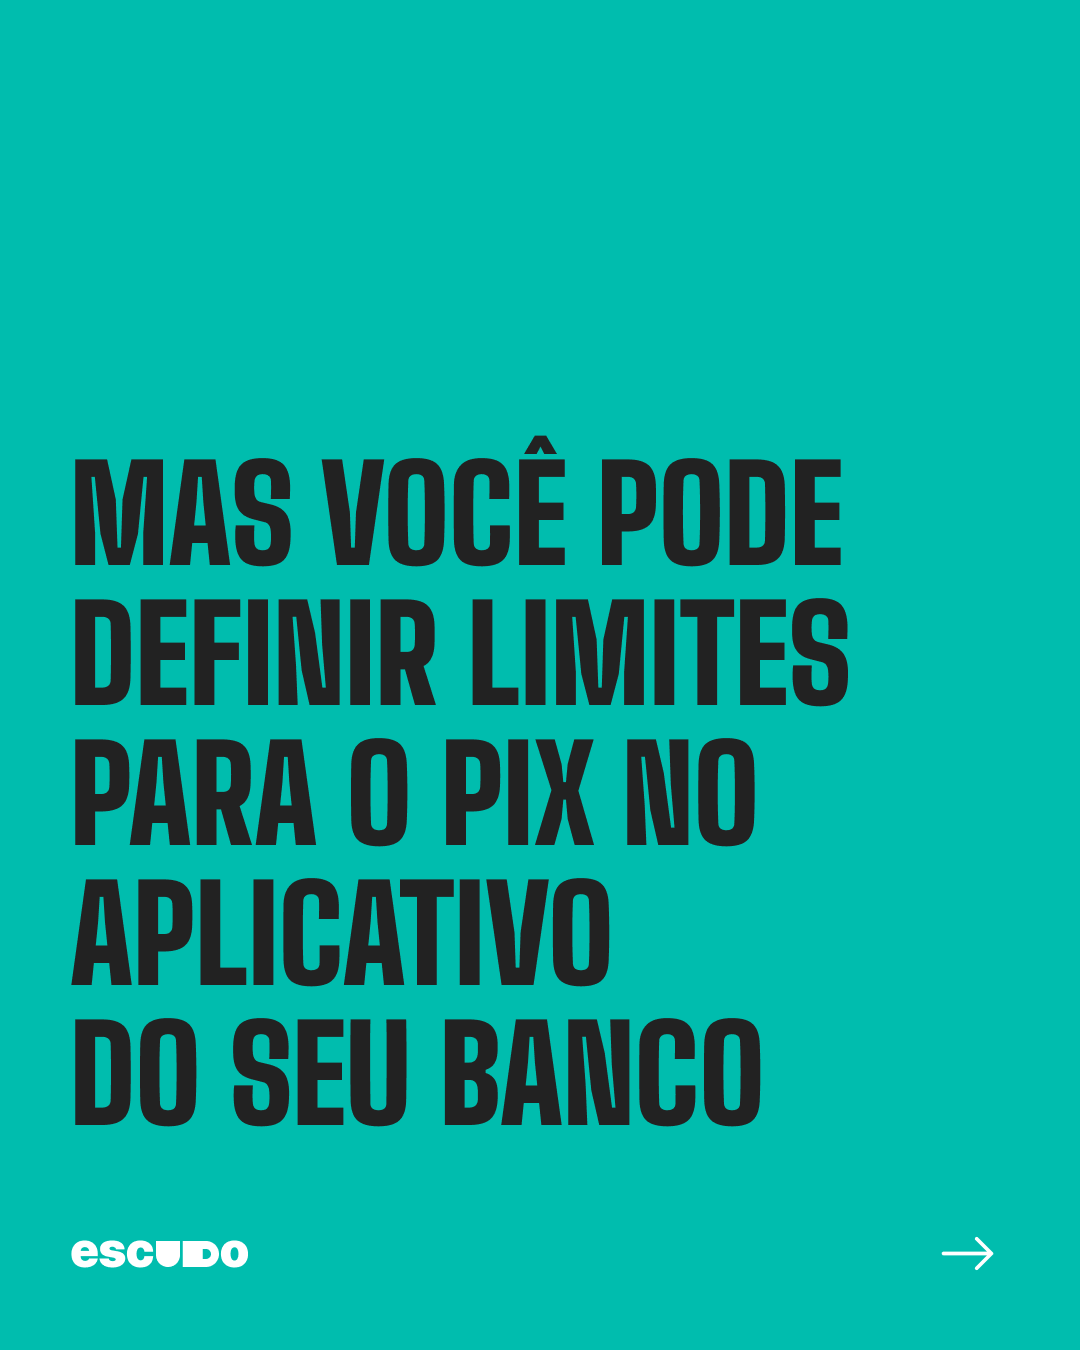 MAS VOCÊ PODE
DEFINIR LIMITES
PARA O PIX NO
APLICATIVO
DO SEU BANCO
escudo